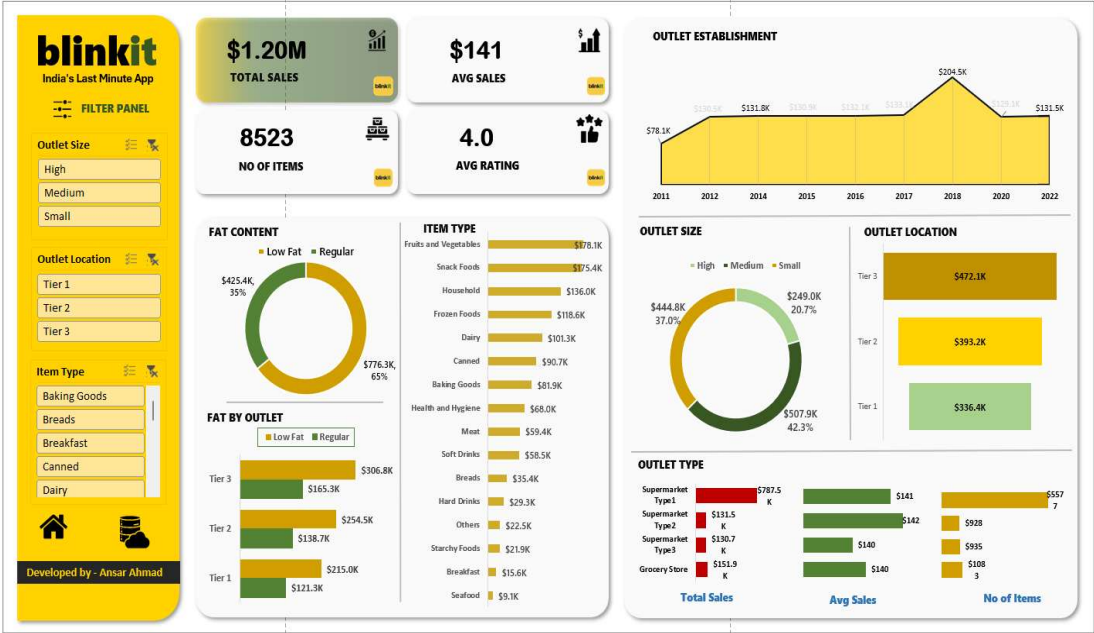 blinkit
India's Last Minute App
FILTER PANEL
Outlet Size
High
Medium
Small
Outlet Location
Tier 1
Tier 2
Tier 3
Item Type
Baking Goods
Breads
Breakfast
Canned
Dairy
Developed by - Ansar Ahmad
$1.20M
TOTAL SALES
blinkit
$141
AVG SALES
blinkit
8523
NO OF ITEMS
blinkit
4.0
AVG RATING
blinkit
FAT CONTENT
Low Fat Regular
$425.4K,
35%
$776.3K,
65%
FAT BY OUTLET
Low Fat Regular
Tier 3
$306.8K
$165.3K
Tier 2
$254.5K
$138.7K
Tier 1
$215.0K
$121.3K
ITEM TYPE
Fruits and Vegetables $178.1K
Snack Foods $175.4K
Household $136.0K
Frozen Foods $118.6K
Dairy $101.3K
Canned $90.7K
Baking Goods $81.9K
Health and Hygiene $68.0K
Meat $59.4K
Soft Drinks $58.5K
Breads $35.4K
Hard Drinks $29.3K
Others $22.5K
Starchy Foods $21.9K
Breakfast $15.6K
Seafood $9.1K
OUTLET ESTABLISHMENT
$204.5K
$131.8K $130.9K $132.1K $131.5K
$78.1K
2011 2012 2014 2015 2016 2017 2018 2020 2022
OUTLET SIZE
High Medium Small
$444.8K
37.0%
$249.0K
20.7%
$507.9K
42.3%
OUTLET LOCATION
Tier 3 $472.1K
Tier 2 $393.2K
Tier 1 $336.4K
OUTLET TYPE
Supermarket
Type1
$787.5
K
Supermarket
Type2
$131.5
K
Supermarket
Type3
$130.7
K
Grocery Store
$151.9
K
Total Sales
$141
$142
$140
$140
Avg Sales
$557
7
$928
$935
$108
3
No of Items